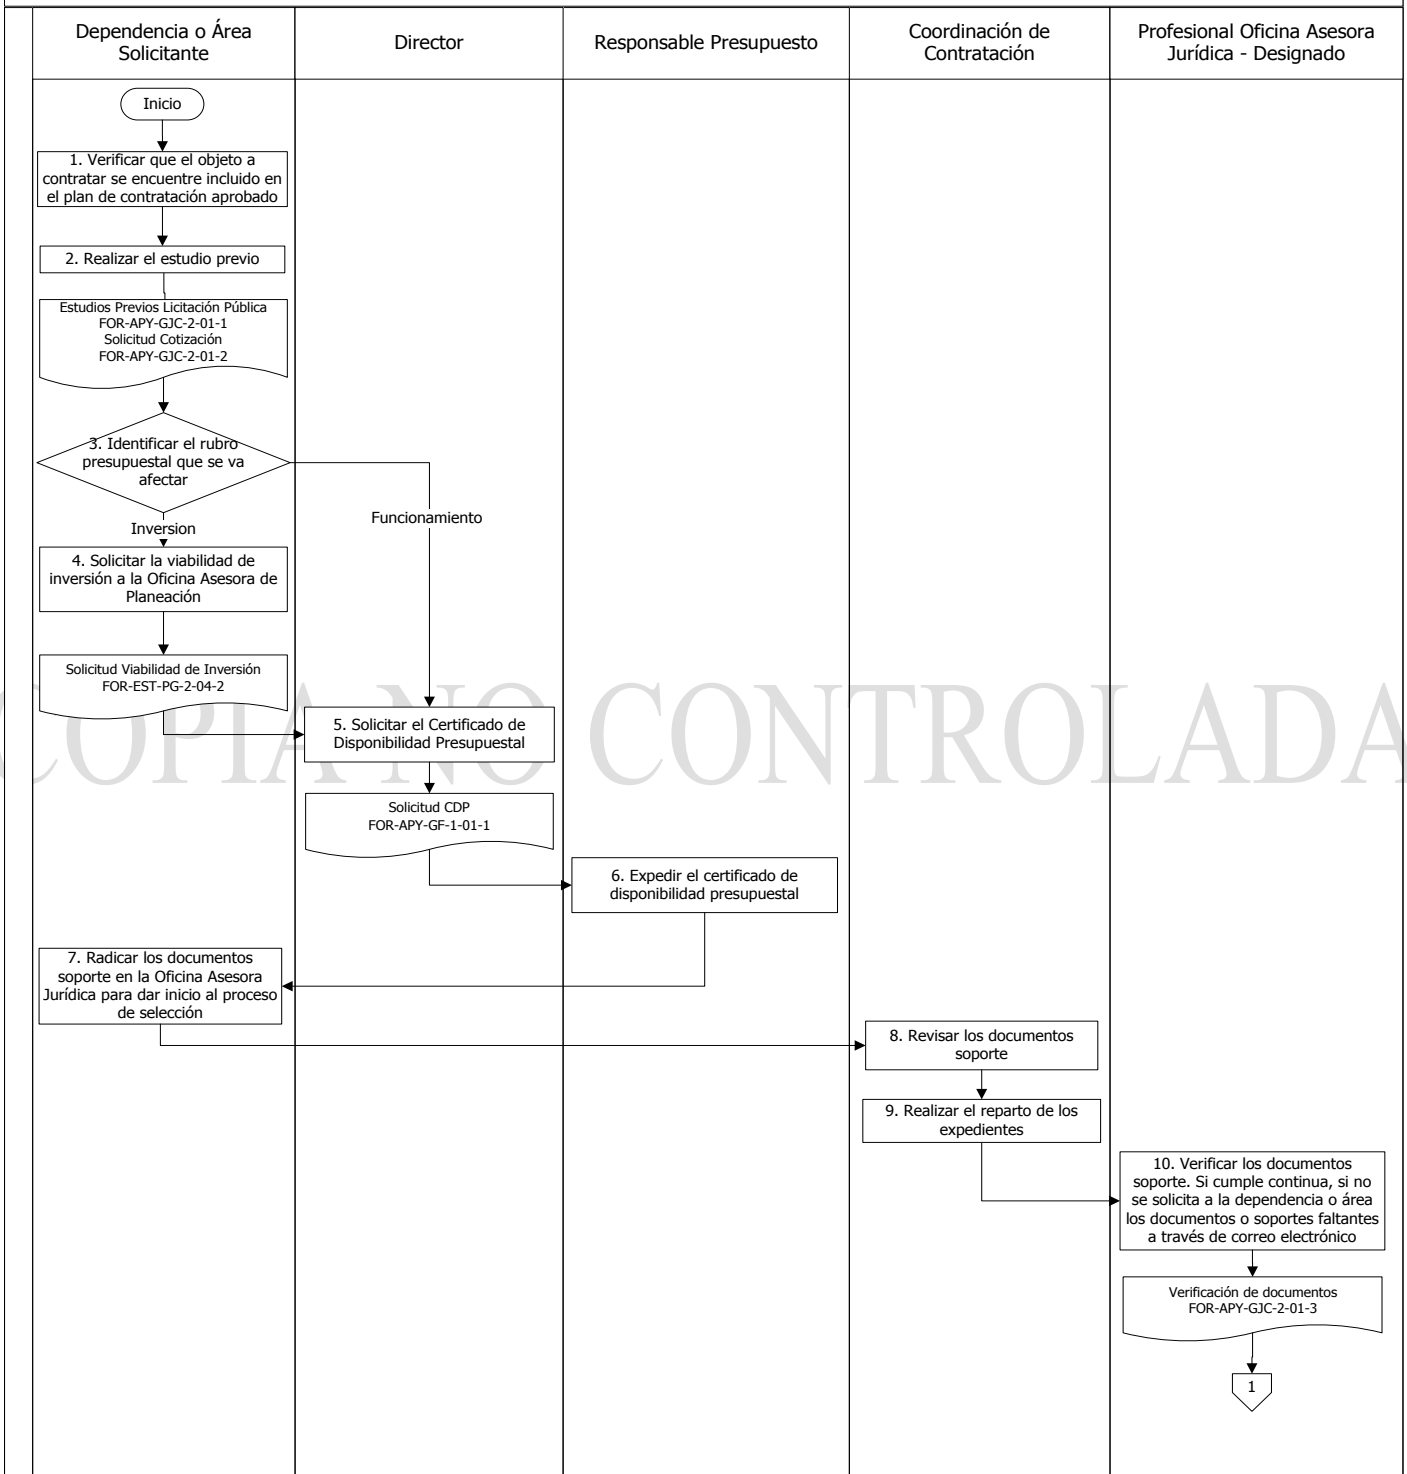 Dependencia o Área
Solicitante
Director
Responsable Presupuesto
Coordinación de
Contratación
Profesional Oficina Asesora
Jurídica - Designado
Inicio
1. Verificar que el objeto a
contratar se encuentre incluido en
el plan de contratación aprobado
2. Realizar el estudio previo
Estudios Previos Licitación Pública
FOR-APY-GJC-2-01-1
Solicitud Cotización
FOR-APY-GJC-2-01-2
3. Identificar el rubro
presupuestal que se va
afectar
Funcionamiento
Inversion
4. Solicitar la viabilidad de
inversión a la Oficina Asesora de
Planeación
Solicitud Viabilidad de Inversión
FOR-EST-PG-2-04-2
COPIA NO CONTROLADA
5. Solicitar el Certificado de
Disponibilidad Presupuestal
Solicitud CDP
FOR-APY-GF-1-01-1
6. Expedir el certificado de
disponibilidad presupuestal
7. Radicar los documentos
soporte en la Oficina Asesora
Jurídica para dar inicio al proceso
de selección
8. Revisar los documentos
soporte
9. Realizar el reparto de los
expedientes
10. Verificar los documentos
soporte. Si cumple continua, si no
se solicita a la dependencia o área
los documentos o soportes faltantes
a través de correo electrónico
Verificación de documentos
FOR-APY-GJC-2-01-3
1